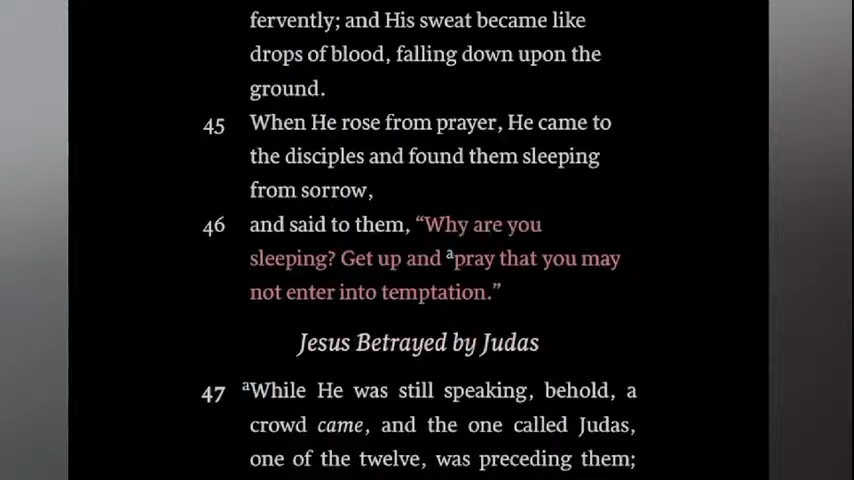 fervently; and His sweat became like
drops of blood, falling down upon the
ground.
45 When He rose from prayer, He came to
the disciples and found them sleeping
from sorrow,
46 and said to them, “Why are you
sleeping? Get up and ᵃpray that you may
not enter into temptation.”
Jesus Betrayed by Judas
47 ᵃWhile He was still speaking, behold, a
crowd came, and the one called Judas,
one of the twelve, was preceding them;